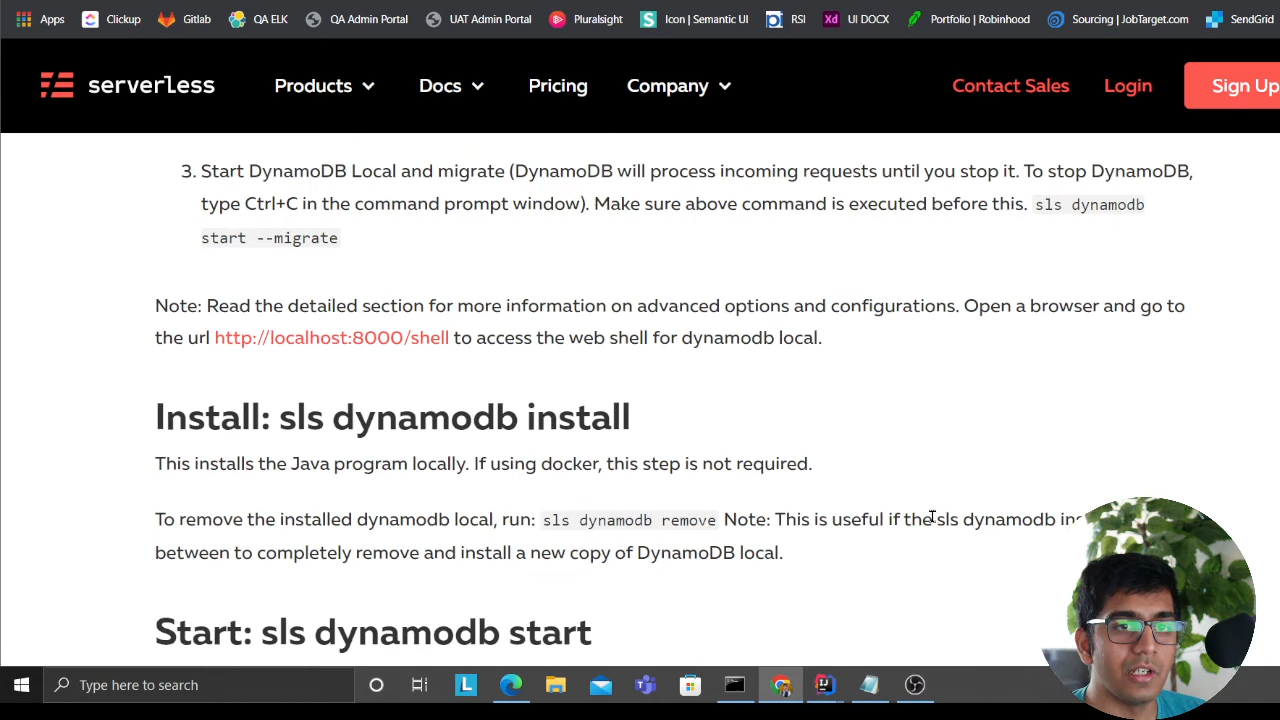 Apps Clickup Gitlab QA ELK QA Admin Portal UAT Admin Portal Pluralsight Icon | Semantic UI RSI Xd UI DOCX Portfolio | Robinhood Sourcing | JobTarget.com SendGrid
serverless Products Docs Pricing Company Contact Sales Login Sign Up
3. Start DynamoDB Local and migrate (DynamoDB will process incoming requests until you stop it. To stop DynamoDB,
type Ctrl+C in the command prompt window). Make sure above command is executed before this. sls dynamodb
start --migrate
Note: Read the detailed section for more information on advanced options and configurations. Open a browser and go to
the url http://localhost:8000/shell to access the web shell for dynamodb local.
Install: sls dynamodb install
This installs the Java program locally. If using docker, this step is not required.
To remove the installed dynamodb local, run: sls dynamodb remove Note: This is useful if the sls dynamodb
between to completely remove and install a new copy of DynamoDB local.
Start: sls dynamodb start
Type here to search